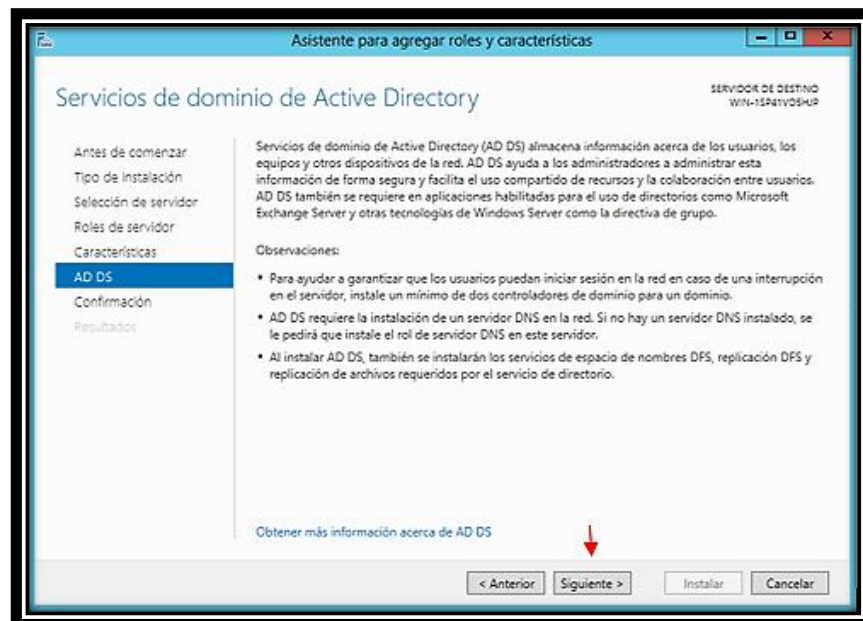 Asistente para agregar roles y características
Servicios de dominio de Active Directory
SERVIDOR DE DESTINO
Antes de comenzar
Tipo de instalación
Selección de servidor
Roles de servidor
Características
AD DS
Confirmación
Resultados
Servicios de dominio de Active Directory (AD DS) almacena información acerca de los usuarios, los
equipos y otros dispositivos de la red. AD DS ayuda a los administradores a administrar esta
información de forma segura y facilita el uso compartido de recursos y la colaboración entre usuarios.
AD DS también se requiere en aplicaciones habilitadas para el uso de directorios como Microsoft
Exchange Server y otras tecnologías de Windows Server como la directiva de grupo.
Observaciones:
• Para ayudar a garantizar que los usuarios puedan iniciar sesión en la red en caso de una interrupción
en el servidor, instale un mínimo de dos controladores de dominio para un dominio.
• AD DS requiere la instalación de un servidor DNS en la red. Si no hay un servidor DNS instalado, se
le pedirá que instale el rol de servidor DNS en este servidor.
• Al instalar AD DS, también se instalarán los servicios de espacio de nombres DFS, replicación DFS y
replicación de archivos requeridos por el servicio de directorio.
Obtener más información acerca de AD DS
< Anterior
Siguiente >
Instalar
Cancelar